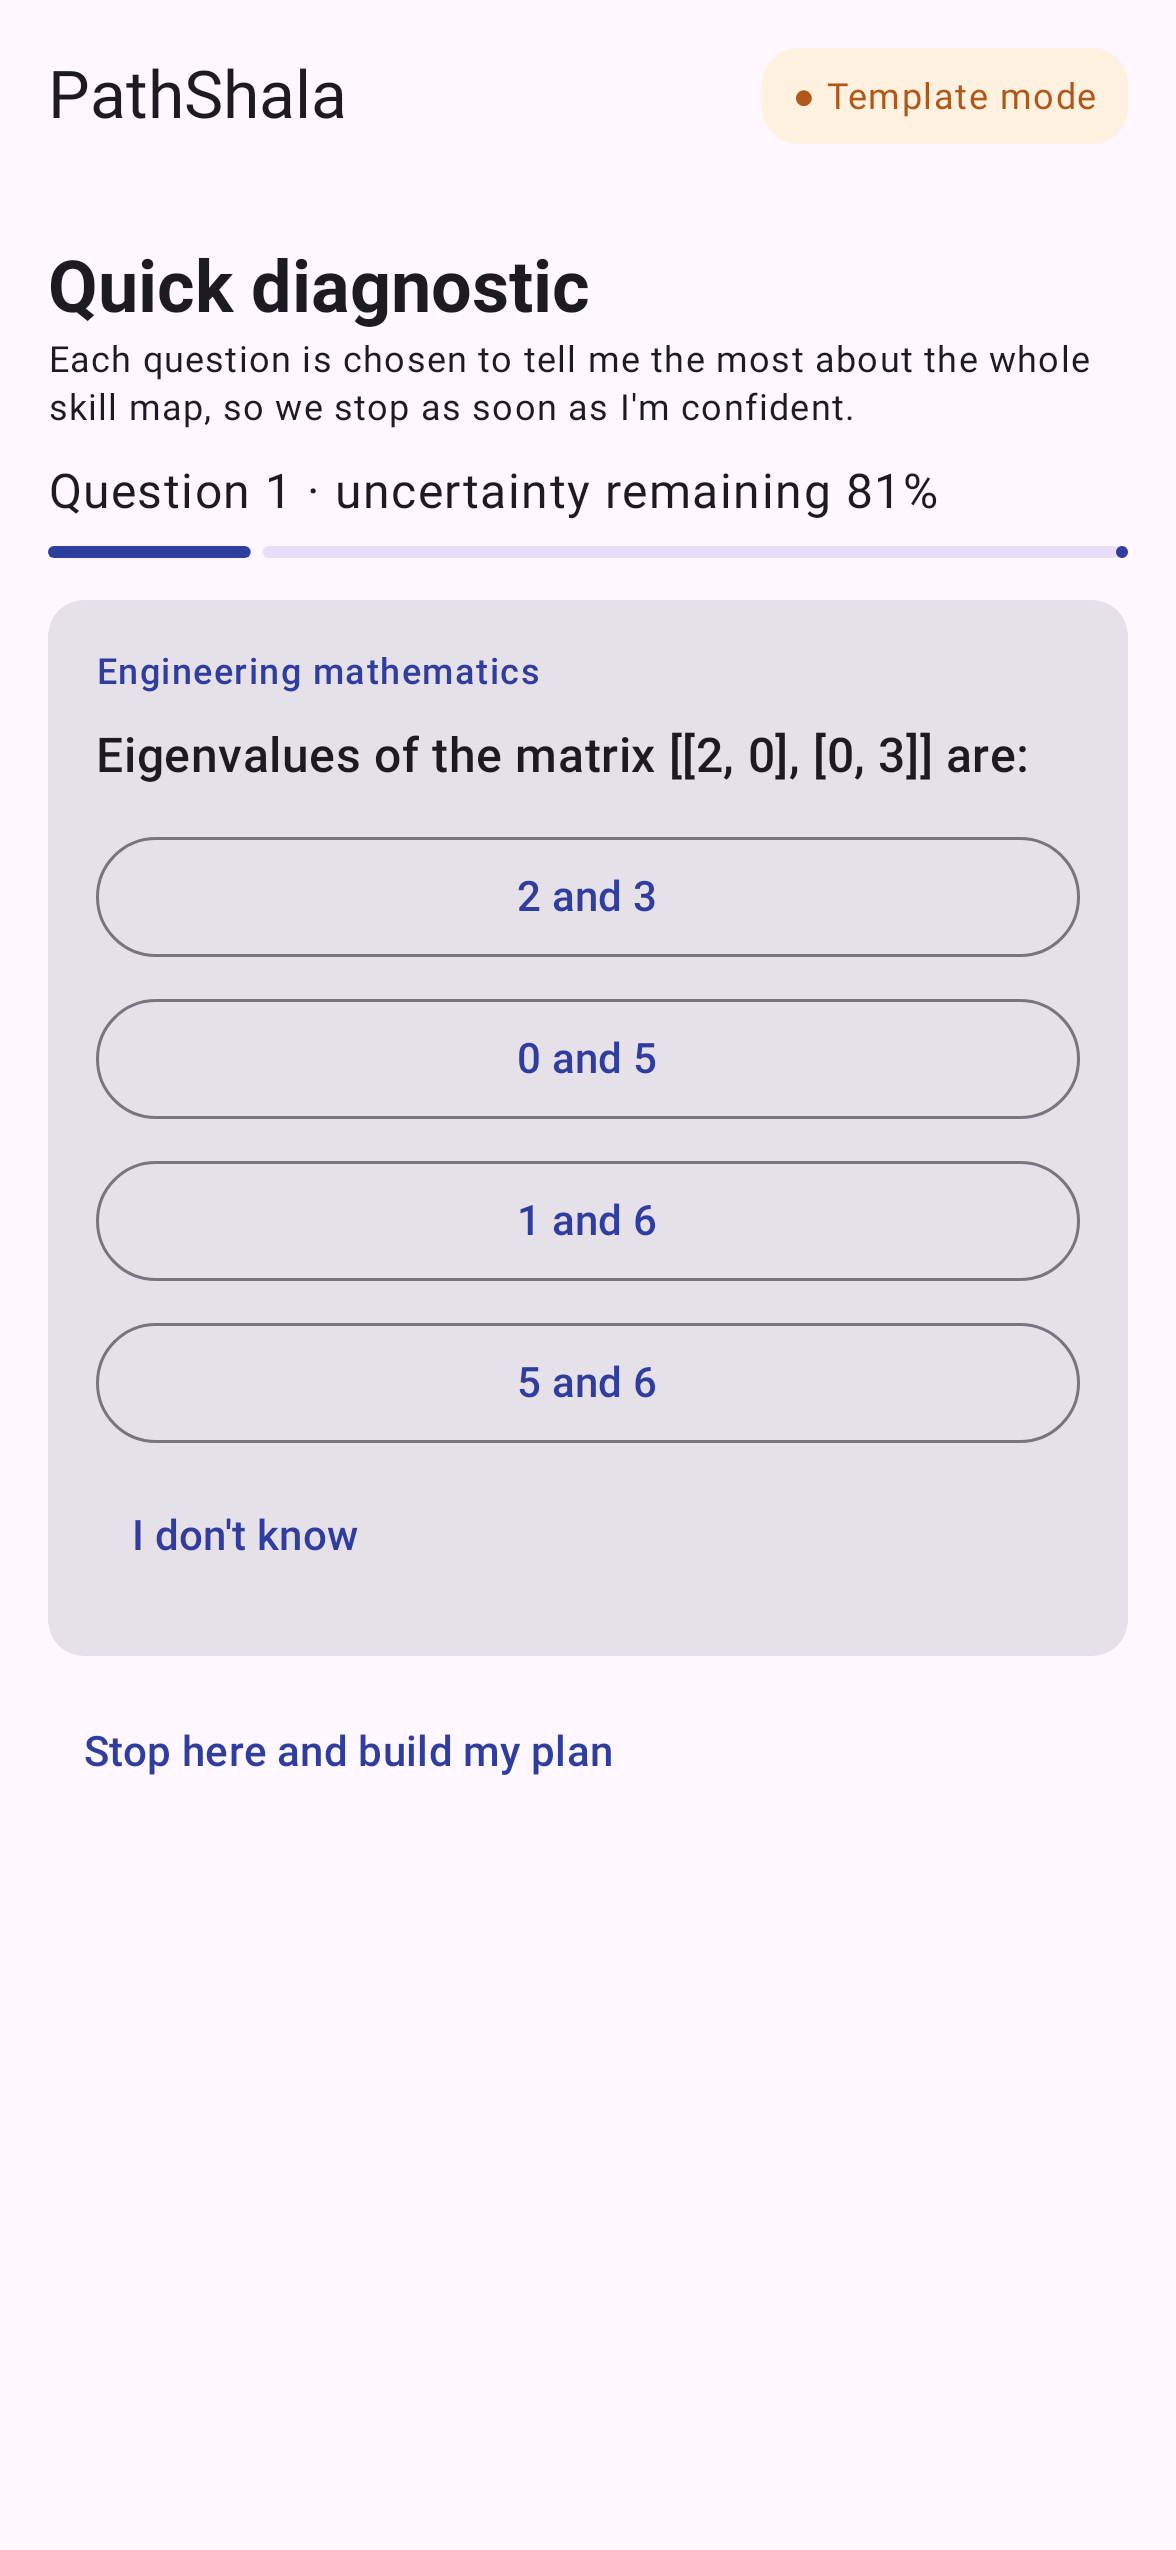 PathShala
● Template mode
Quick diagnostic
Each question is chosen to tell me the most about the whole
skill map, so we stop as soon as I'm confident.
Question 1 · uncertainty remaining 81%
Engineering mathematics
Eigenvalues of the matrix [[2, 0], [0, 3]] are:
2 and 3
0 and 5
1 and 6
5 and 6
I don't know
Stop here and build my plan